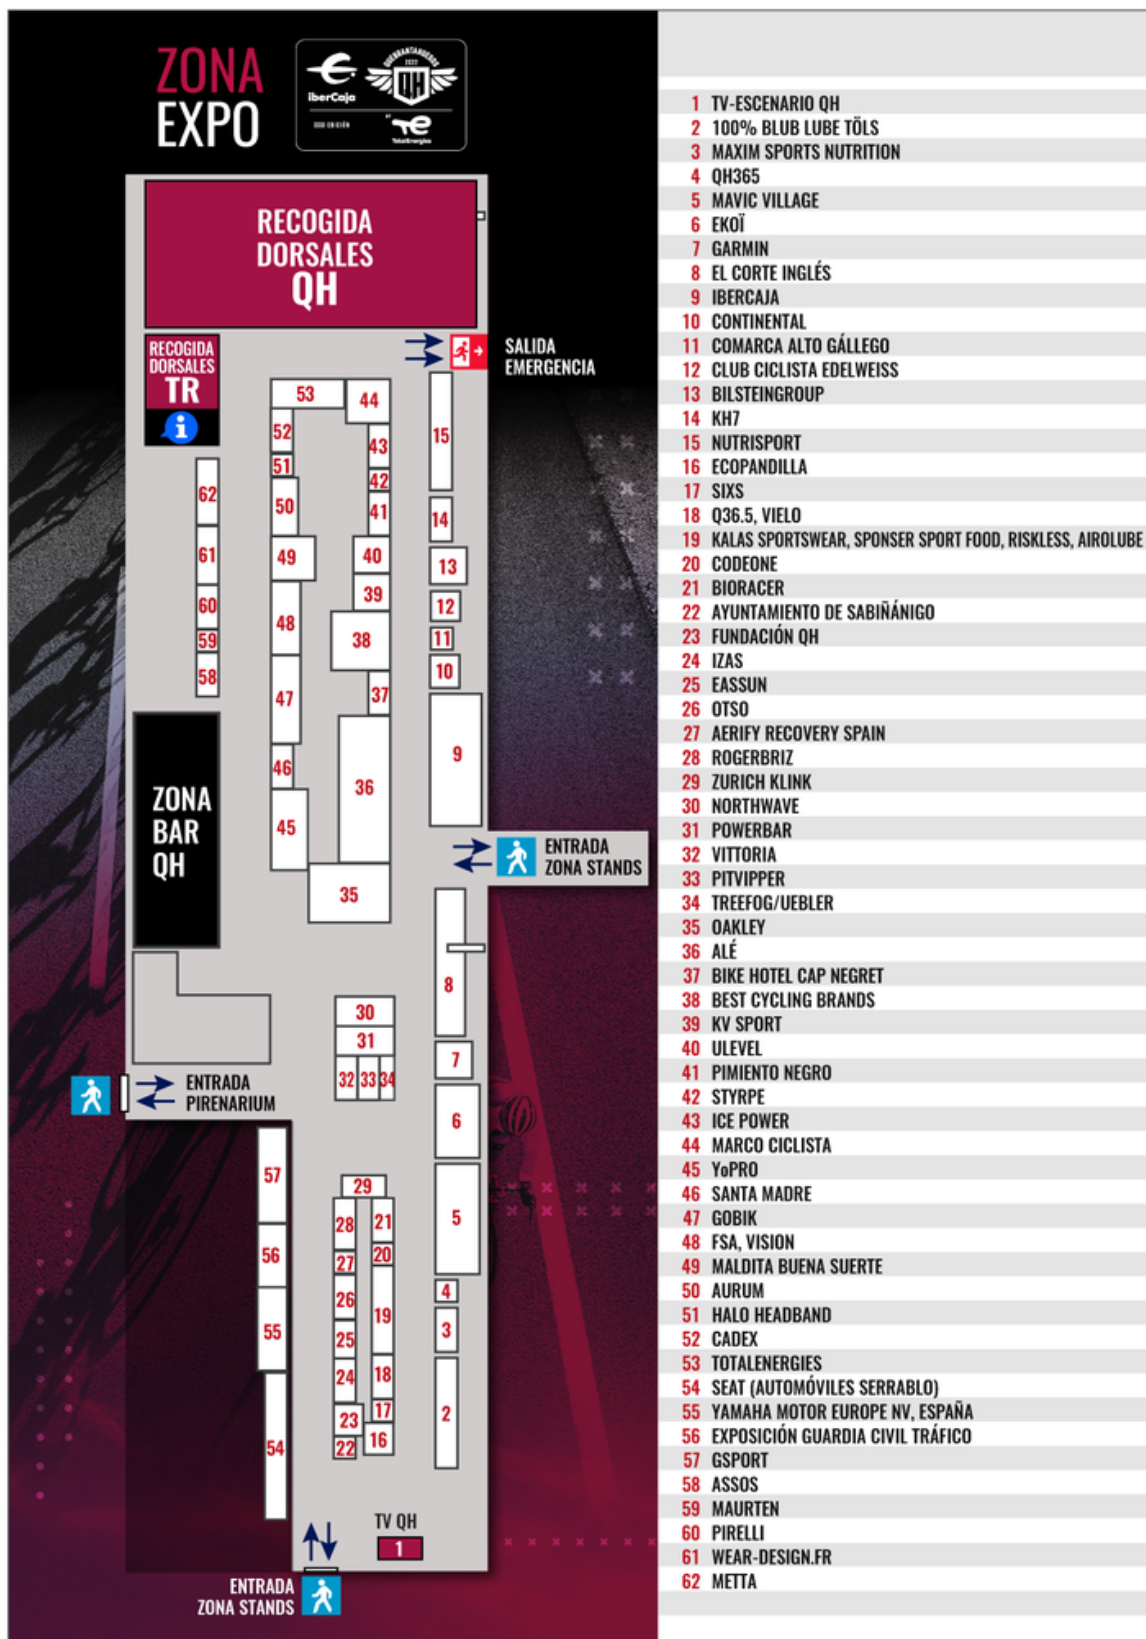 ZONA
EXPO
iberCaja
XXXII EDICIÓN
QUEBRANTAHUESOS
2022
QH
BY
TotalEnergies
RECOGIDA
DORSALES
QH
RECOGIDA
DORSALES
TR
i
SALIDA
EMERGENCIA
53
44
52
43
15
51
42
62
50
41
14
61
49
40
13
60
39
12
48
38
59
11
58
10
47
37
46
9
36
ZONA
BAR
QH
45
ENTRADA
ZONA STANDS
35
8
30
31
7
32
33
34
ENTRADA
PIRENARIUM
6
57
29
5
28
21
56
27
20
26
4
19
55
25
3
24
18
2
23
17
16
54
22
TV QH
1
ENTRADA
ZONA STANDS
1 TV-ESCENARIO QH
2 100% BLUB LUBE TÖLS
3 MAXIM SPORTS NUTRITION
4 QH365
5 MAVIC VILLAGE
6 EKOÏ
7 GARMIN
8 EL CORTE INGLÉS
9 IBERCAJA
10 CONTINENTAL
11 COMARCA ALTO GÁLLEGO
12 CLUB CICLISTA EDELWEISS
13 BILSTEINGROUP
14 KH7
15 NUTRISPORT
16 ECOPANDILLA
17 SIXS
18 Q36.5, VIELO
19 KALAS SPORTSWEAR, SPONSER SPORT FOOD, RISKLESS, AIROLUBE
20 CODEONE
21 BIORACER
22 AYUNTAMIENTO DE SABIÑÁNIGO
23 FUNDACIÓN QH
24 IZAS
25 EASSUN
26 OTSO
27 AERIFY RECOVERY SPAIN
28 ROGERBRIZ
29 ZURICH KLINK
30 NORTHWAVE
31 POWERBAR
32 VITTORIA
33 PITVIPPER
34 TREEFOG/UEBLER
35 OAKLEY
36 ALÉ
37 BIKE HOTEL CAP NEGRET
38 BEST CYCLING BRANDS
39 KV SPORT
40 ULEVEL
41 PIMIENTO NEGRO
42 STYRPE
43 ICE POWER
44 MARCO CICLISTA
45 YoPRO
46 SANTA MADRE
47 GOBIK
48 FSA, VISION
49 MALDITA BUENA SUERTE
50 AURUM
51 HALO HEADBAND
52 CADEX
53 TOTALENERGIES
54 SEAT (AUTOMÓVILES SERRABLO)
55 YAMAHA MOTOR EUROPE NV, ESPAÑA
56 EXPOSICIÓN GUARDIA CIVIL TRÁFICO
57 GSPORT
58 ASSOS
59 MAURTEN
60 PIRELLI
61 WEAR-DESIGN.FR
62 METTA